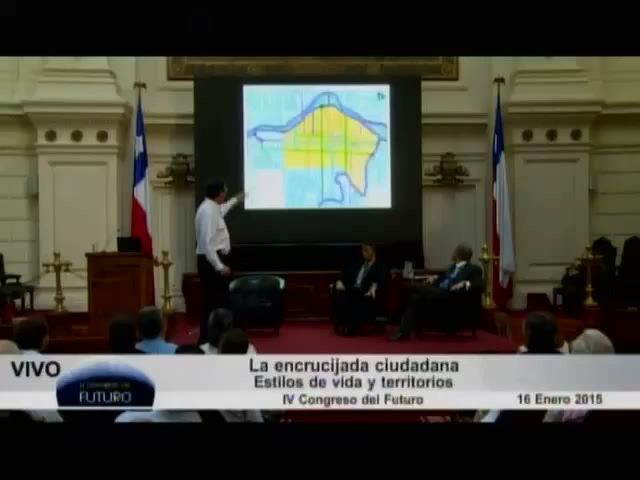 VIVO
FUTURO
La encrucijada ciudadana
Estilos de vida y territorios
IV Congreso del Futuro
16 Enero 2015